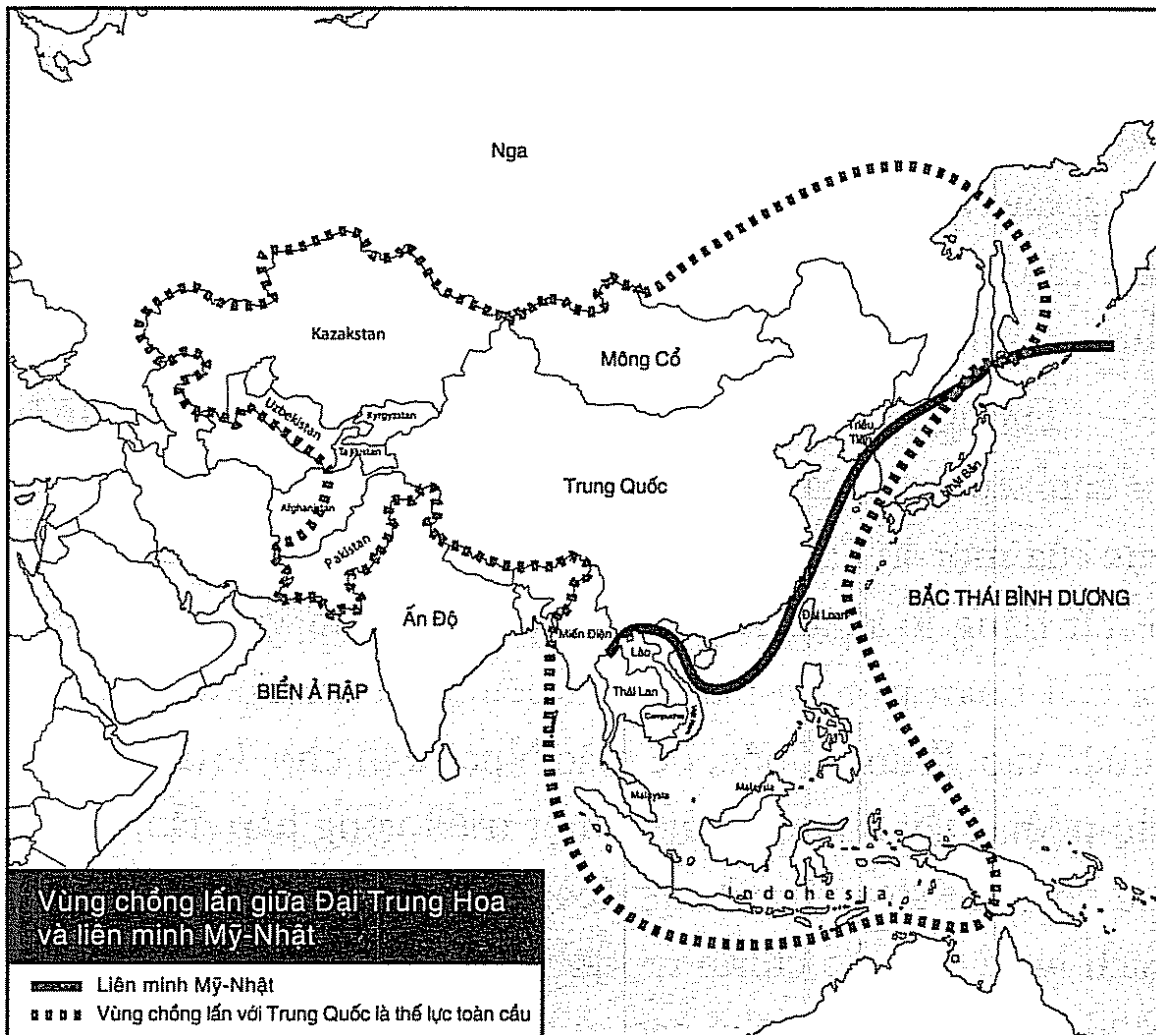 Nga
Kazakstan
Mông Cổ
Uzbekistan
Kyrgyzstan
Triều
Tiên
Nhật Bản
Trung Quốc
Afghanistan
Pakistan
BẮC THÁI BÌNH DƯƠNG
Ấn Độ
Đài Loan
Miến Điện
Lào
BIỂN Ả RẬP
Thái Lan
Campuchia
Malaysia
Malaysia
Indonesia
Vùng chồng lấn giữa Đại Trung Hoa
và liên minh Mỹ-Nhật
Liên minh Mỹ-Nhật
Vùng chồng lấn với Trung Quốc là thế lực toàn cầu